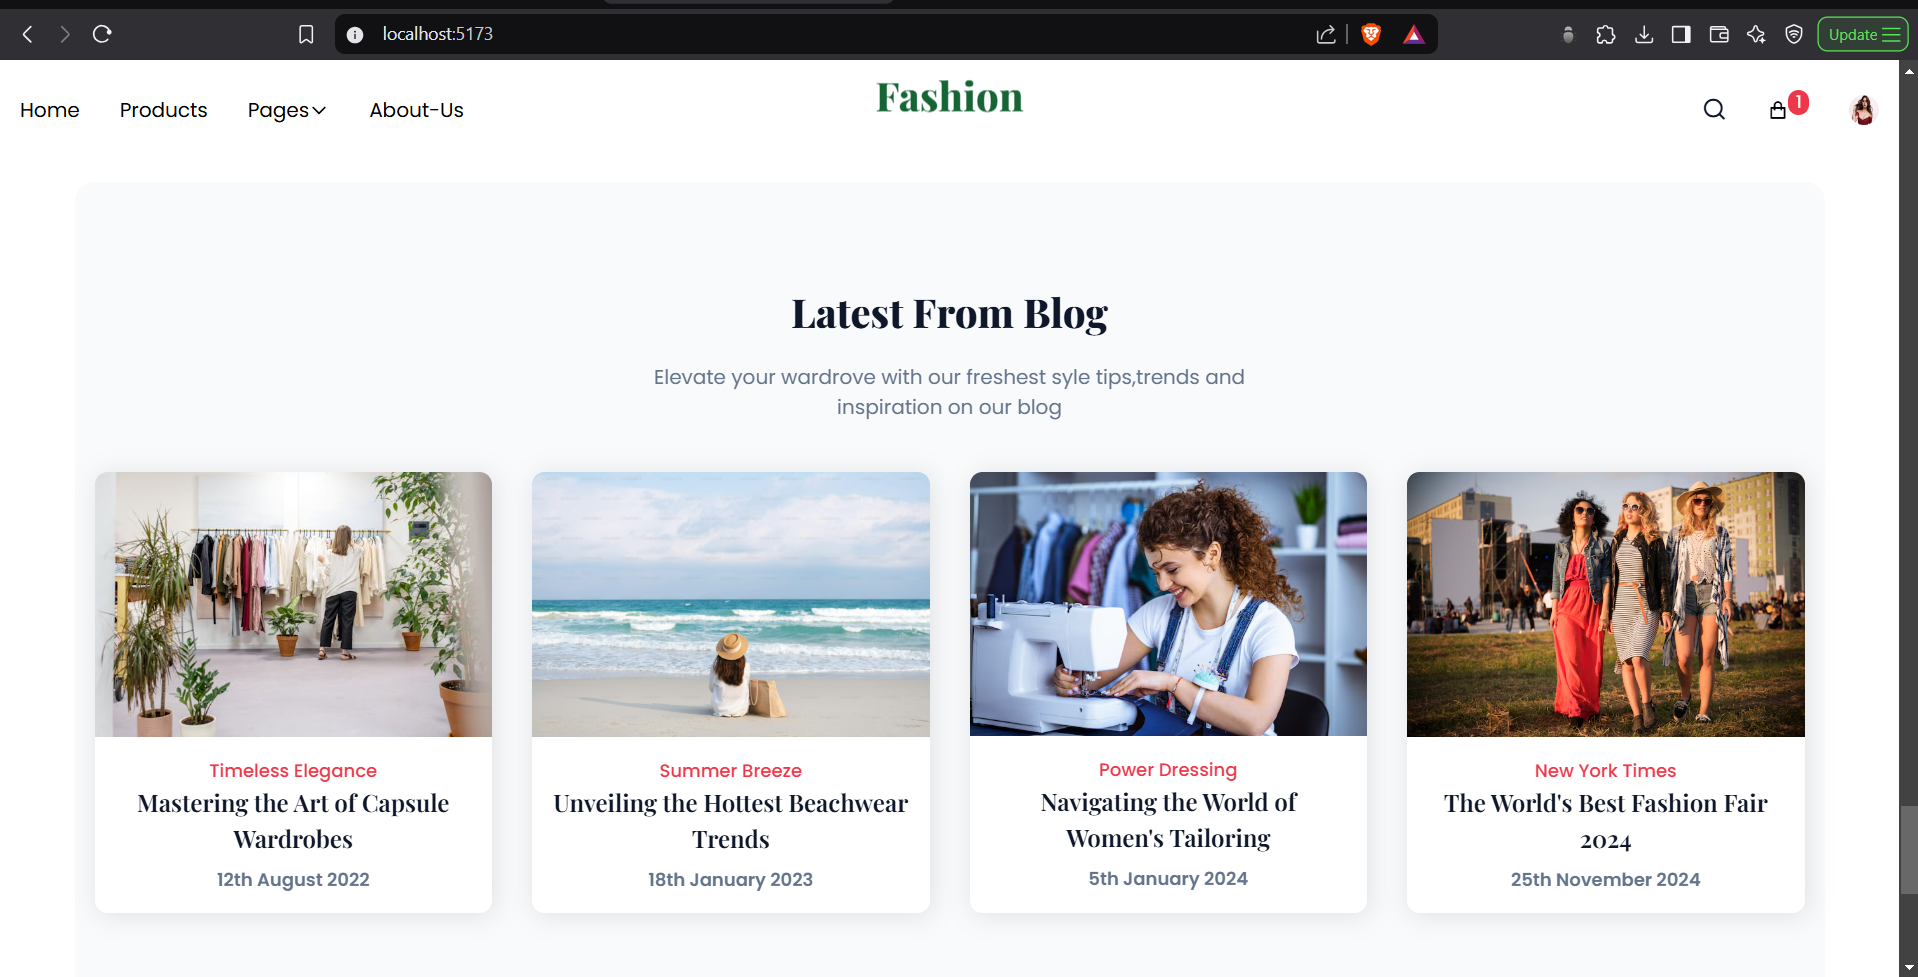 localhost:5173
Update
Home Products Pages About-Us
Fashion
1
Latest From Blog
Elevate your wardrove with our freshest syle tips,trends and
inspiration on our blog
Timeless Elegance
Mastering the Art of Capsule
Wardrobes
12th August 2022
Summer Breeze
Unveiling the Hottest Beachwear
Trends
18th January 2023
Power Dressing
Navigating the World of
Women's Tailoring
5th January 2024
New York Times
The World's Best Fashion Fair
2024
25th November 2024